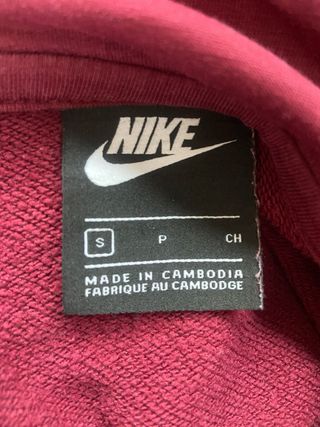 NIKE
S P CH
MADE IN CAMBODIA
FABRIQUE AU CAMBODGE